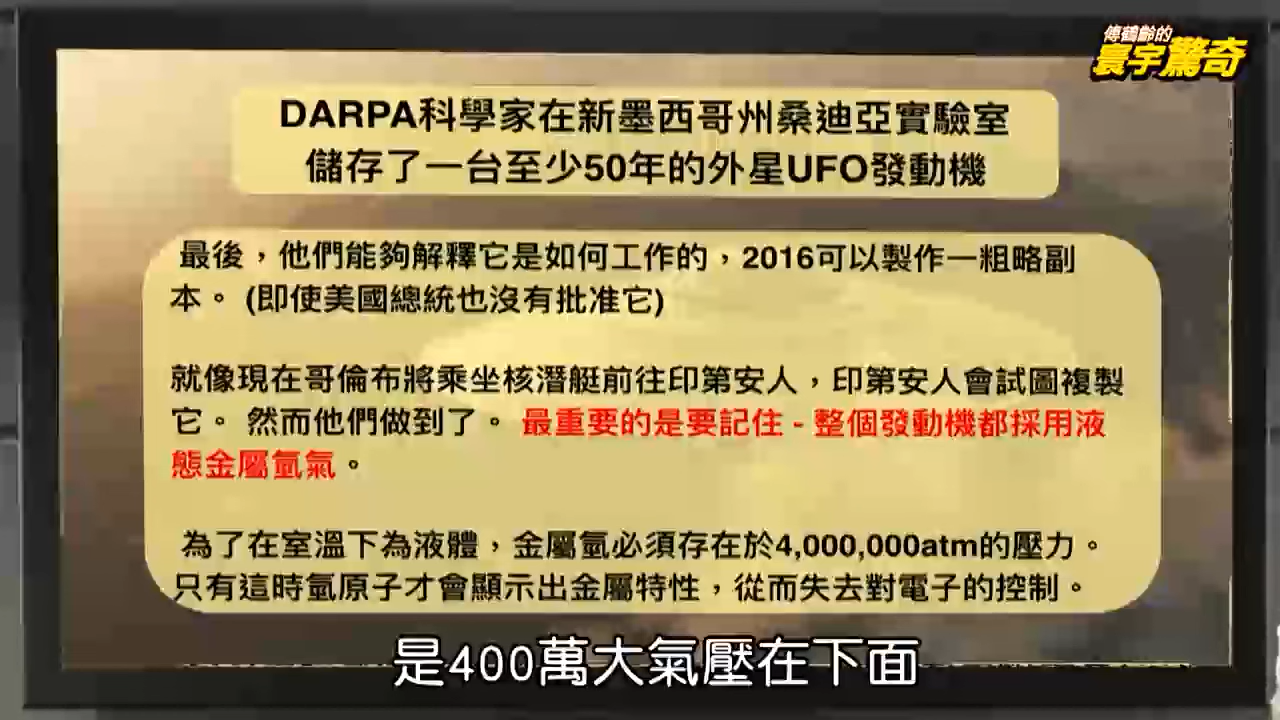 傅鶴齡的
寰宇驚奇
DARPA科學家在新墨西哥州桑迪亞實驗室
儲存了一台至少50年的外星UFO發動機
最後，他們能夠解釋它是如何工作的，2016可以製作一粗略副
本。 (即使美國總統也沒有批准它)
就像現在哥倫布將乘坐核潛艇前往印第安人，印第安人會試圖複製
它。 然而他們做到了。 最重要的是要記住 - 整個發動機都採用液
態金屬氫氣。
為了在室溫下為液體，金屬氫必須存在於4,000,000atm的壓力。
只有這時氫原子才會顯示出金屬特性，從而失去對電子的控制。
是400萬大氣壓在下面